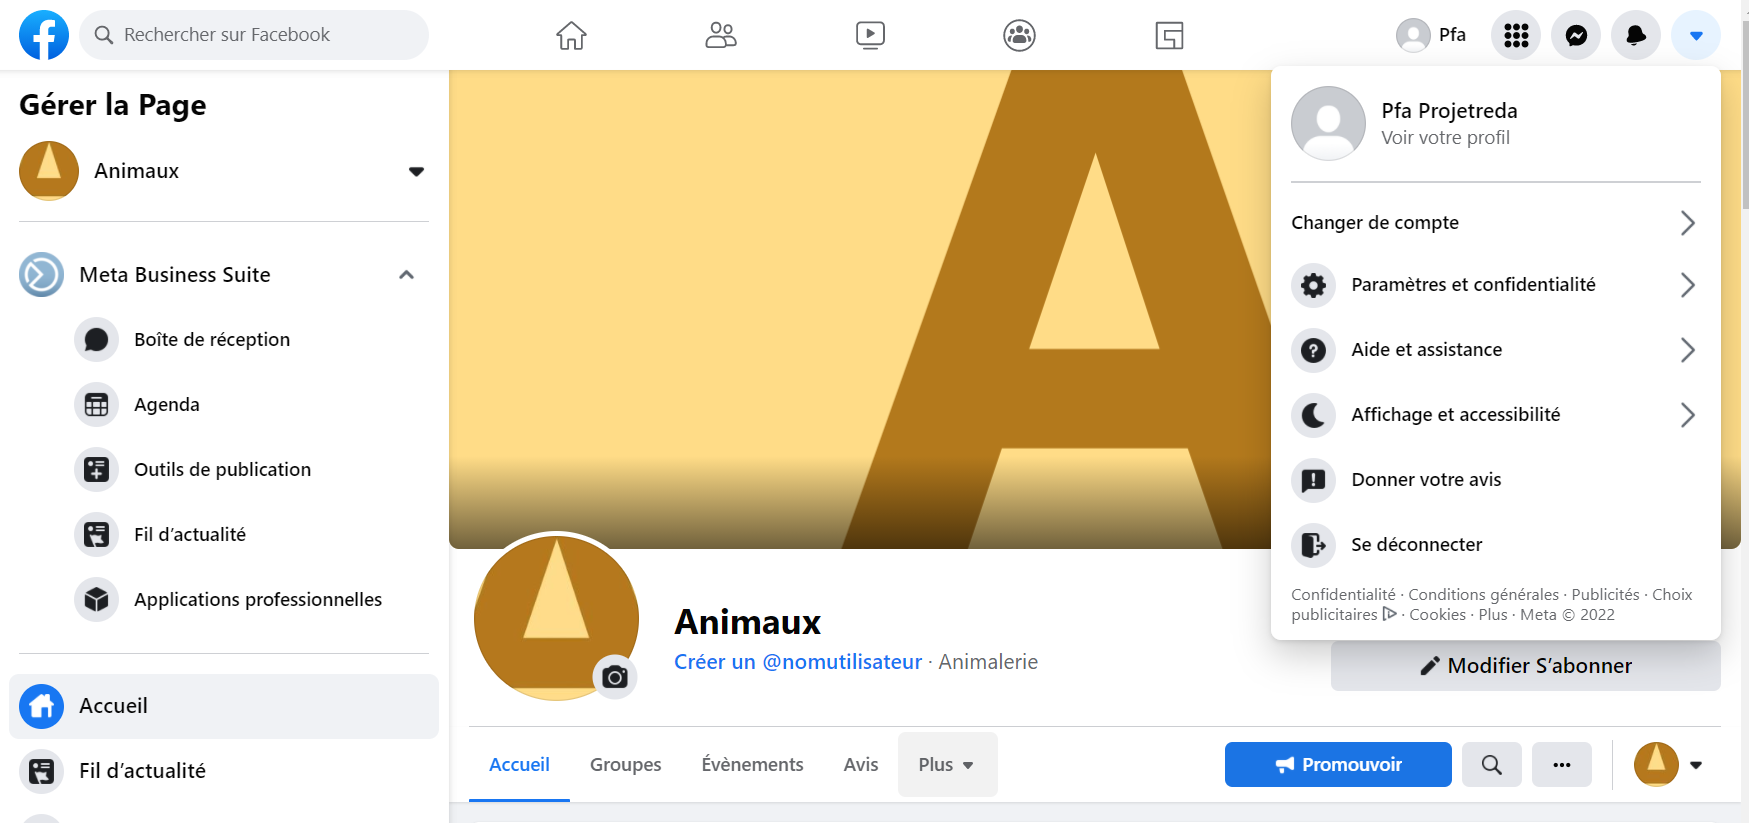 Rechercher sur Facebook
Pfa
Gérer la Page
Animaux
Meta Business Suite
Boîte de réception
Agenda
Outils de publication
Fil d’actualité
Applications professionnelles
Accueil
Fil d’actualité
A
Animaux
Créer un @nomutilisateur · Animalerie
Modifier S’abonner
Accueil
Groupes
Évènements
Avis
Plus
Promouvoir
Pfa Projetreda
Voir votre profil
Changer de compte
Paramètres et confidentialité
Aide et assistance
Affichage et accessibilité
Donner votre avis
Se déconnecter
Confidentialité · Conditions générales · Publicités · Choix
publicitaires · Cookies · Plus · Meta © 2022